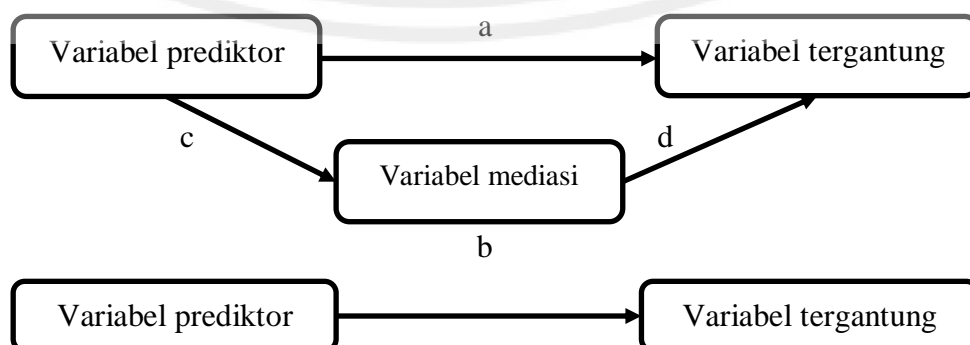 a
Variabel prediktor
Variabel tergantung
c
d
Variabel mediasi
b
Variabel prediktor
Variabel tergantung